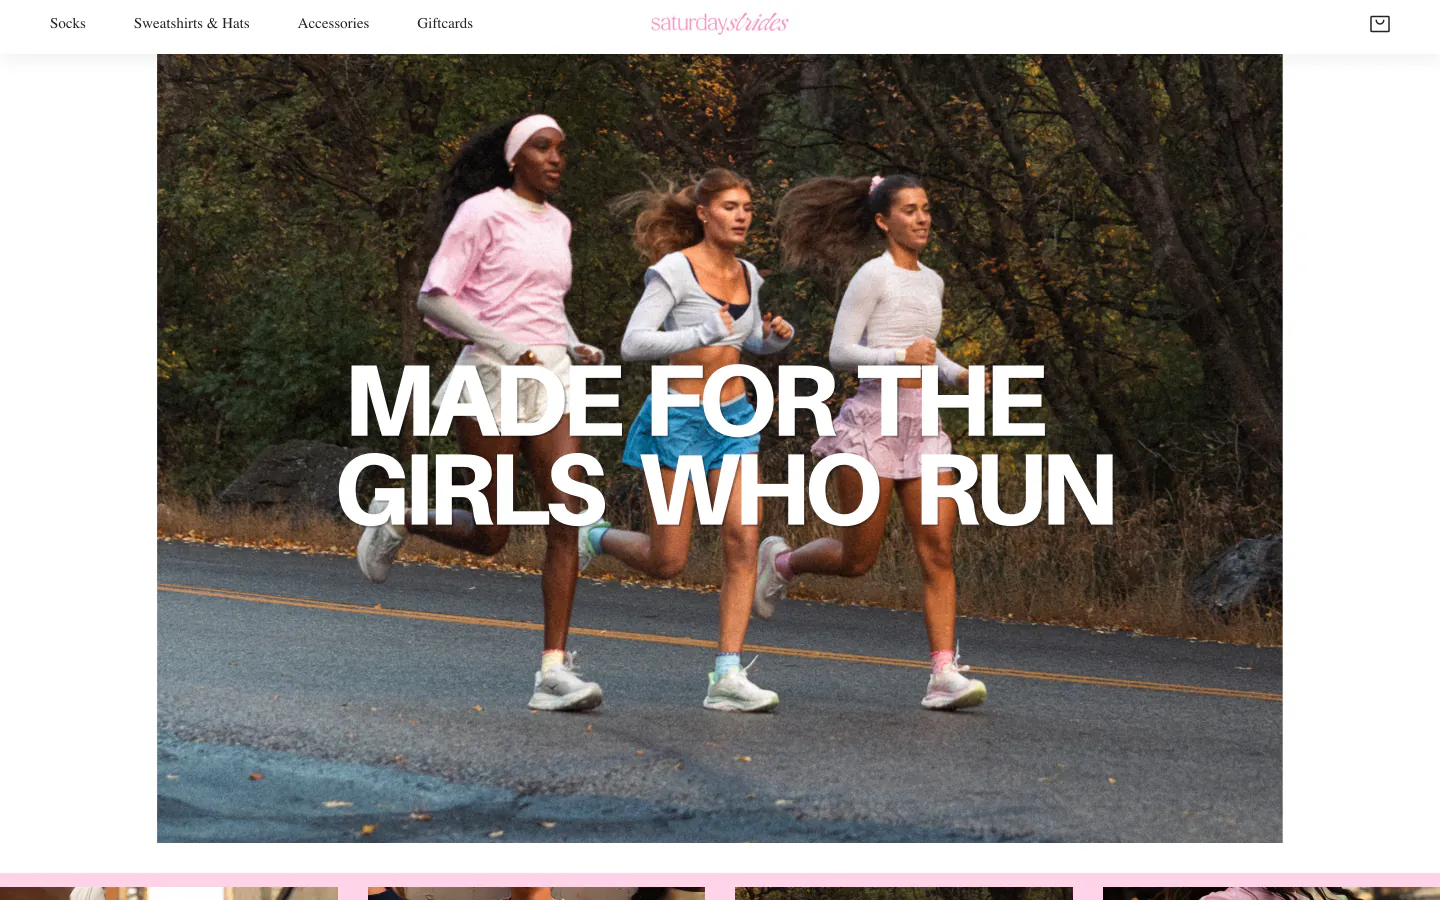 Socks
Sweatshirts & Hats
Accessories
Giftcards
saturdaystrides
MADE FOR THE
GIRLS WHO RUN